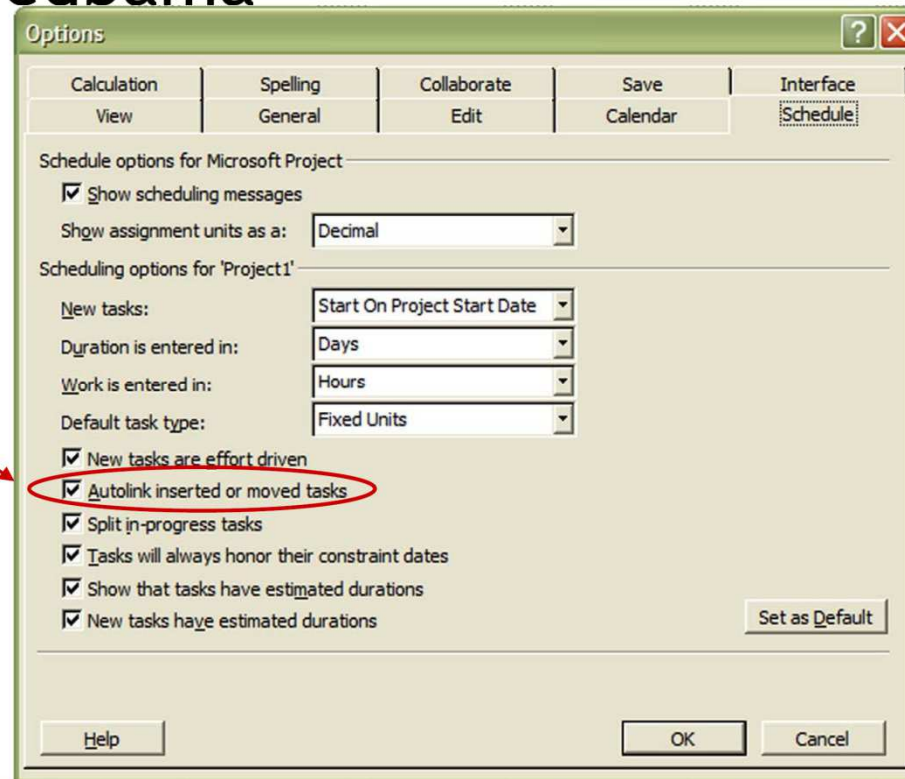 Options
Calculation Spelling Collaborate Save Interface
View General Edit Calendar Schedule
Schedule options for Microsoft Project
Show scheduling messages
Show assignment units as a: Decimal
Scheduling options for 'Project1'
New tasks: Start On Project Start Date
Duration is entered in: Days
Work is entered in: Hours
Default task type: Fixed Units
New tasks are effort driven
Autolink inserted or moved tasks
Split in-progress tasks
Tasks will always honor their constraint dates
Show that tasks have estimated durations
New tasks have estimated durations
Set as Default
Help OK Cancel